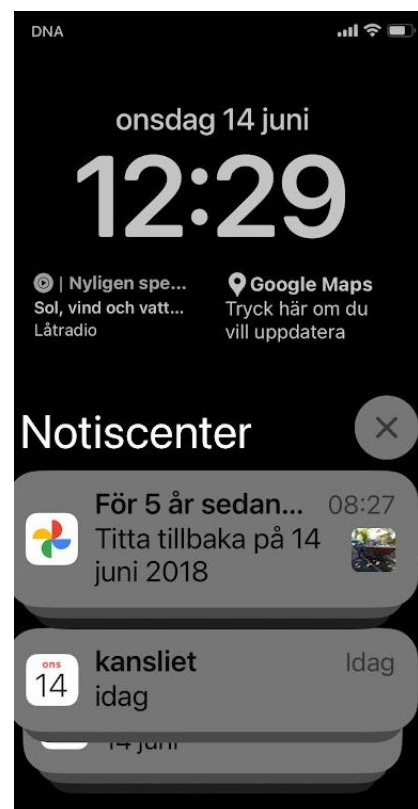 DNA
onsdag 14 juni
12:29
| Nyligen spe...
Sol, vind och vatt...
Låtradio
Google Maps
Tryck här om du
vill uppdatera
Notiscenter
För 5 år sedan... 08:27
Titta tillbaka på 14
juni 2018
ons
14
kansliet Idag
idag
14 juni